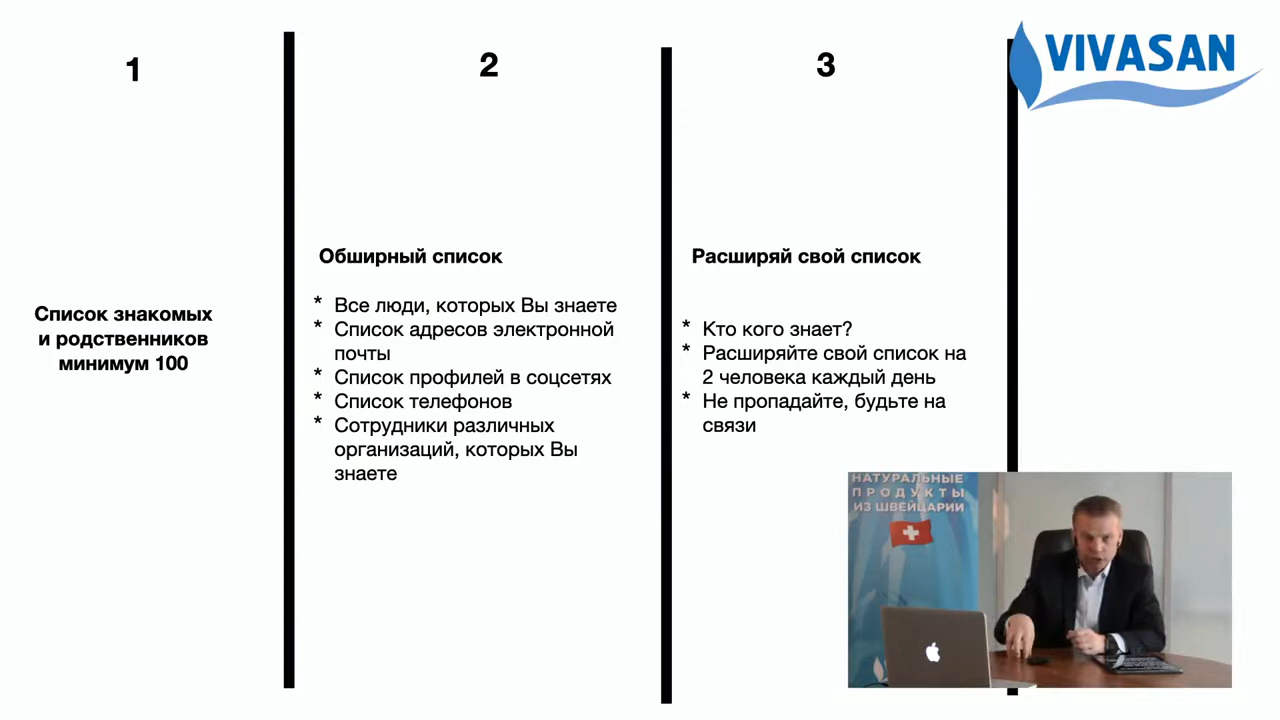 1
2
3
VIVASAN
Список знакомых
и родственников
минимум 100
Обширный список
* Все люди, которых Вы знаете
* Список адресов электронной
почты
* Список профилей в соцсетях
* Список телефонов
* Сотрудники различных
организаций, которых Вы
знаете
Расширяй свой список
* Кто кого знает?
* Расширяйте свой список на
2 человека каждый день
* Не пропадайте, будьте на
связи
НАТУРАЛЬНЫЕ
ПРОДУКТЫ
ИЗ ШВЕЙЦАРИИ